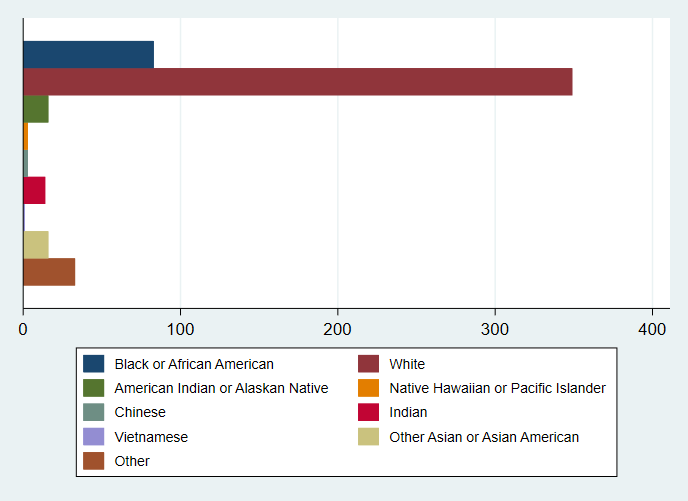 0 100 200 300 400
Black or African American White
American Indian or Alaskan Native Native Hawaiian or Pacific Islander
Chinese Indian
Vietnamese Other Asian or Asian American
Other